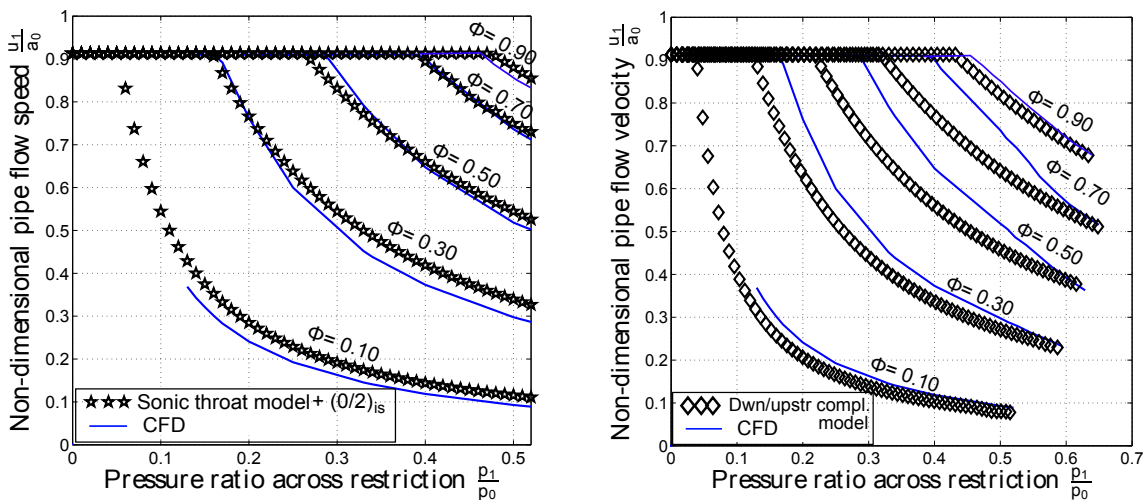 Non-dimensional pipe flow speed u1/a0
1
0.9
0.8
0.7
0.6
0.5
0.4
0.3
0.2
0.1
0
0 0.1 0.2 0.3 0.4 0.5
Φ= 0.90
Φ= 0.70
Φ= 0.50
Φ= 0.30
Φ= 0.10
Sonic throat model + (0/2)is
CFD
Pressure ratio across restriction p1/p0
Non-dimensional pipe flow velocity u1/a0
1
0.9
0.8
0.7
0.6
0.5
0.4
0.3
0.2
0.1
0
0 0.1 0.2 0.3 0.4 0.5 0.6 0.7
Φ= 0.90
Φ= 0.70
Φ= 0.50
Φ= 0.30
Φ= 0.10
Dwn/upstr compl.
model
CFD
Pressure ratio across restriction p1/p0